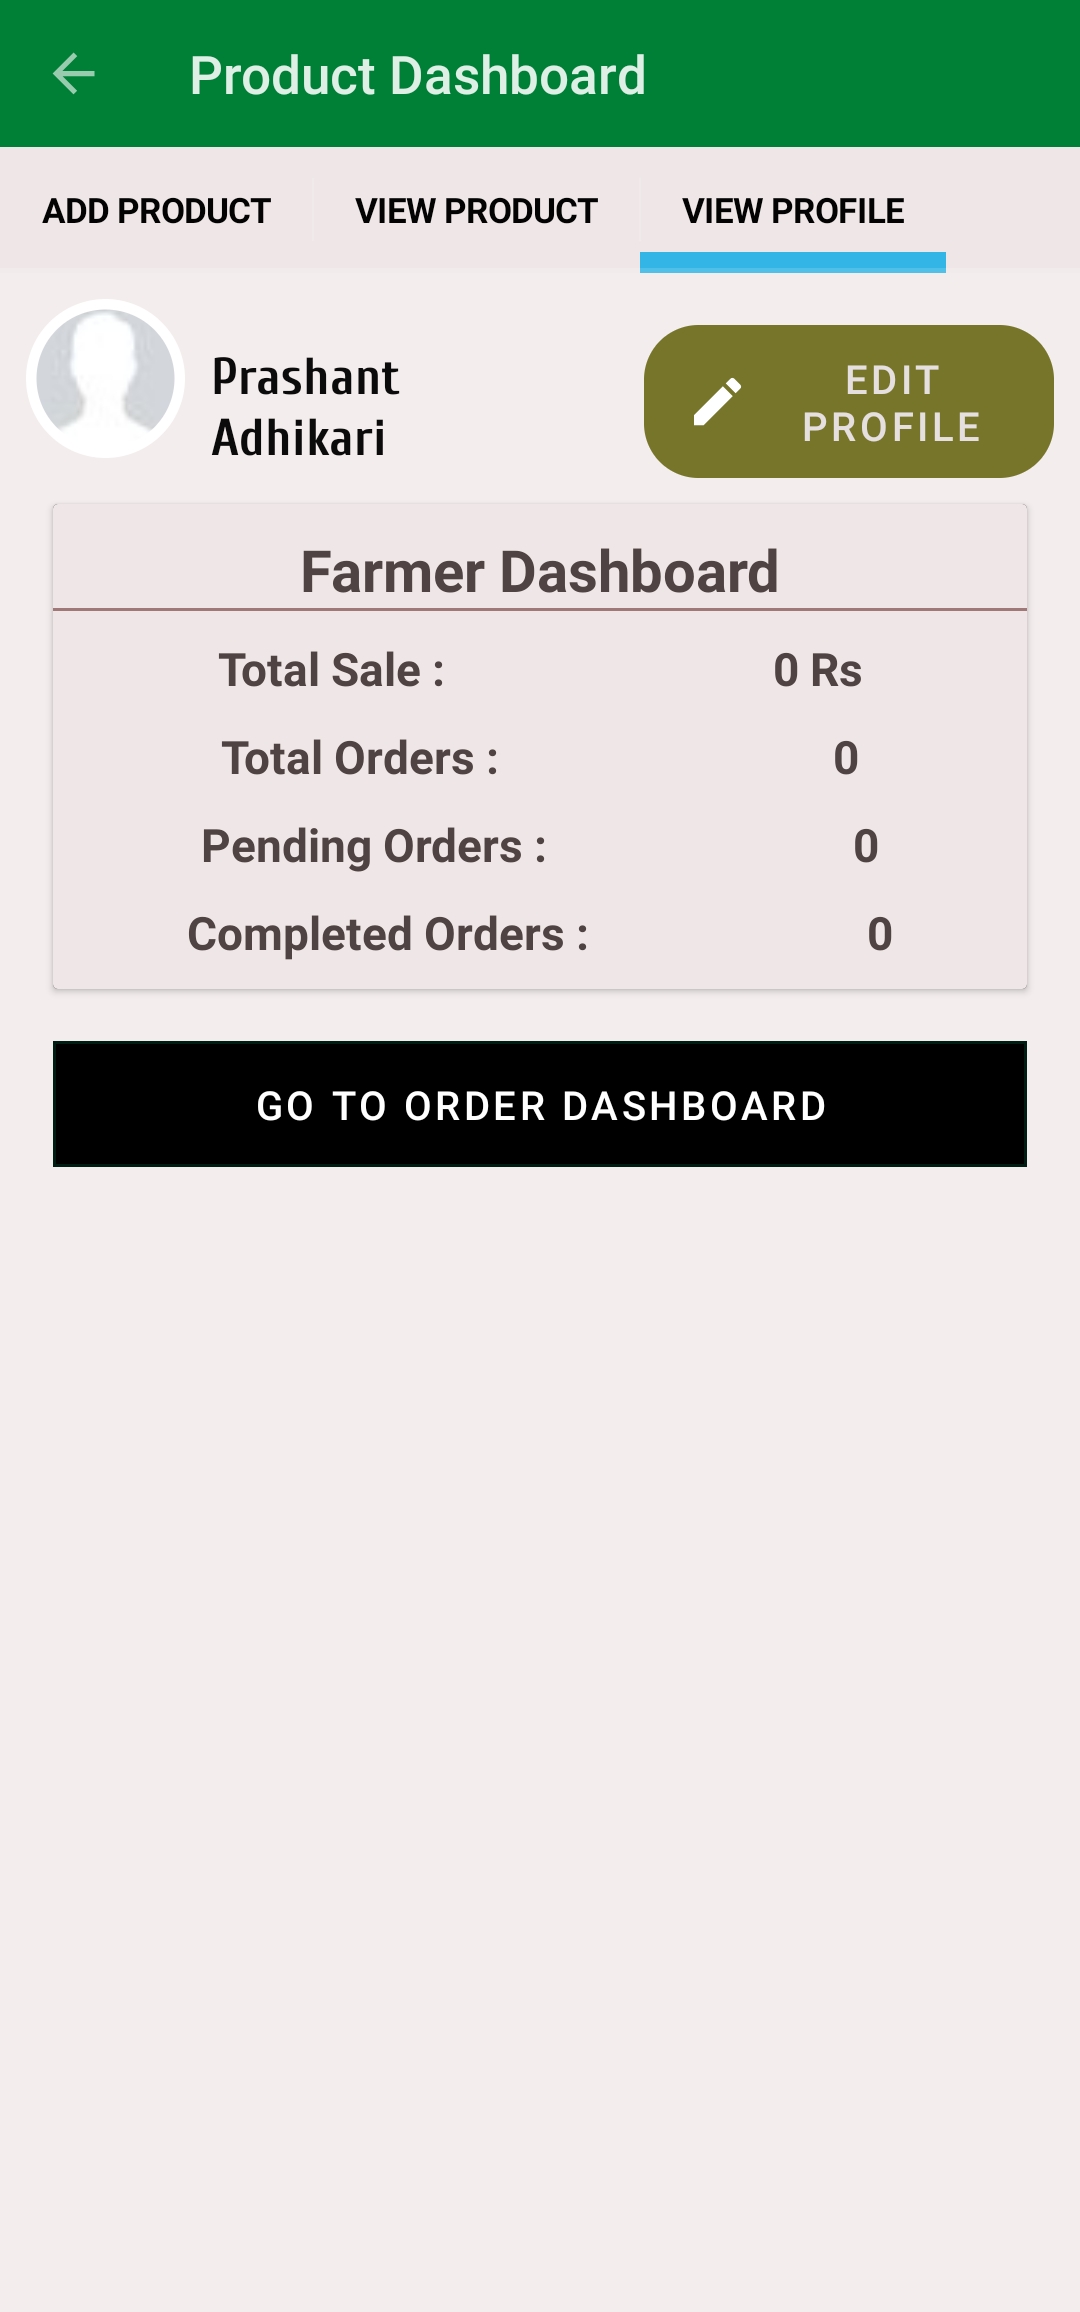 Product Dashboard
ADD PRODUCT VIEW PRODUCT VIEW PROFILE
Prashant
Adhikari
EDIT
PROFILE
Farmer Dashboard
Total Sale : 0 Rs
Total Orders : 0
Pending Orders : 0
Completed Orders : 0
GO TO ORDER DASHBOARD